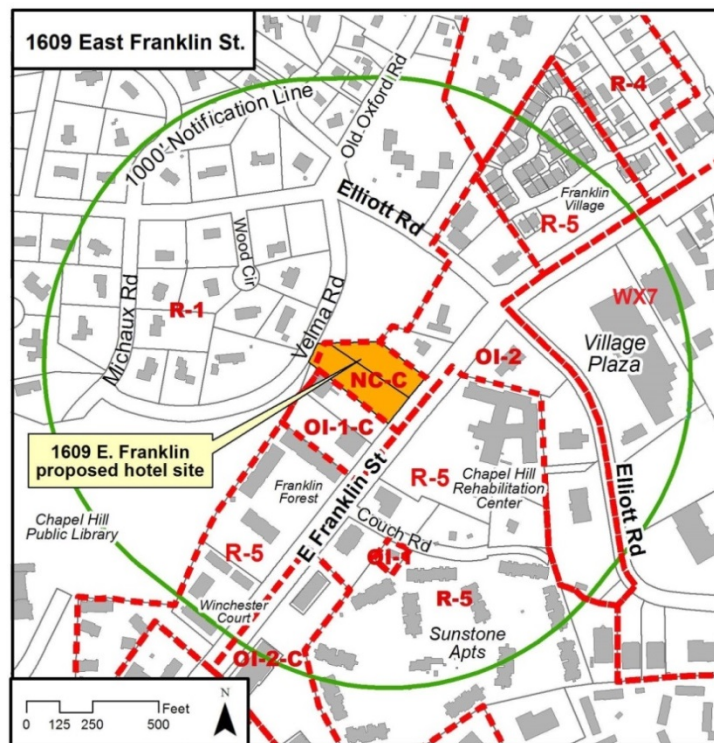 1609 East Franklin St.
1000' Notification Line
Old Oxford Rd
R-4
Elliott Rd
Franklin
Village
R-5
Wood Cir
Michaux Rd
R-1
Velma Rd
WX7
Village
Plaza
OI-2
NC-C
OI-1-C
1609 E. Franklin
proposed hotel site
E Franklin St
R-5
Chapel Hill
Rehabilitation
Center
Elliott Rd
Franklin
Forest
Chapel Hill
Public Library
Couch Rd
OI-1
R-5
R-5
Sunstone
Apts
Winchester
Court
OI-2-C
N
Feet
0 125 250 500